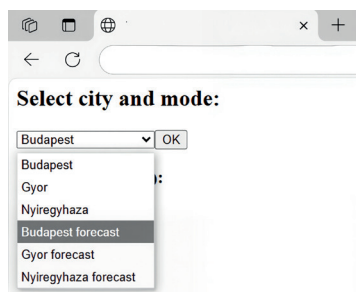 Select city and mode:
Budapest OK
Budapest
Gyor
Nyiregyhaza
Budapest forecast
Gyor forecast
Nyiregyhaza forecast
):